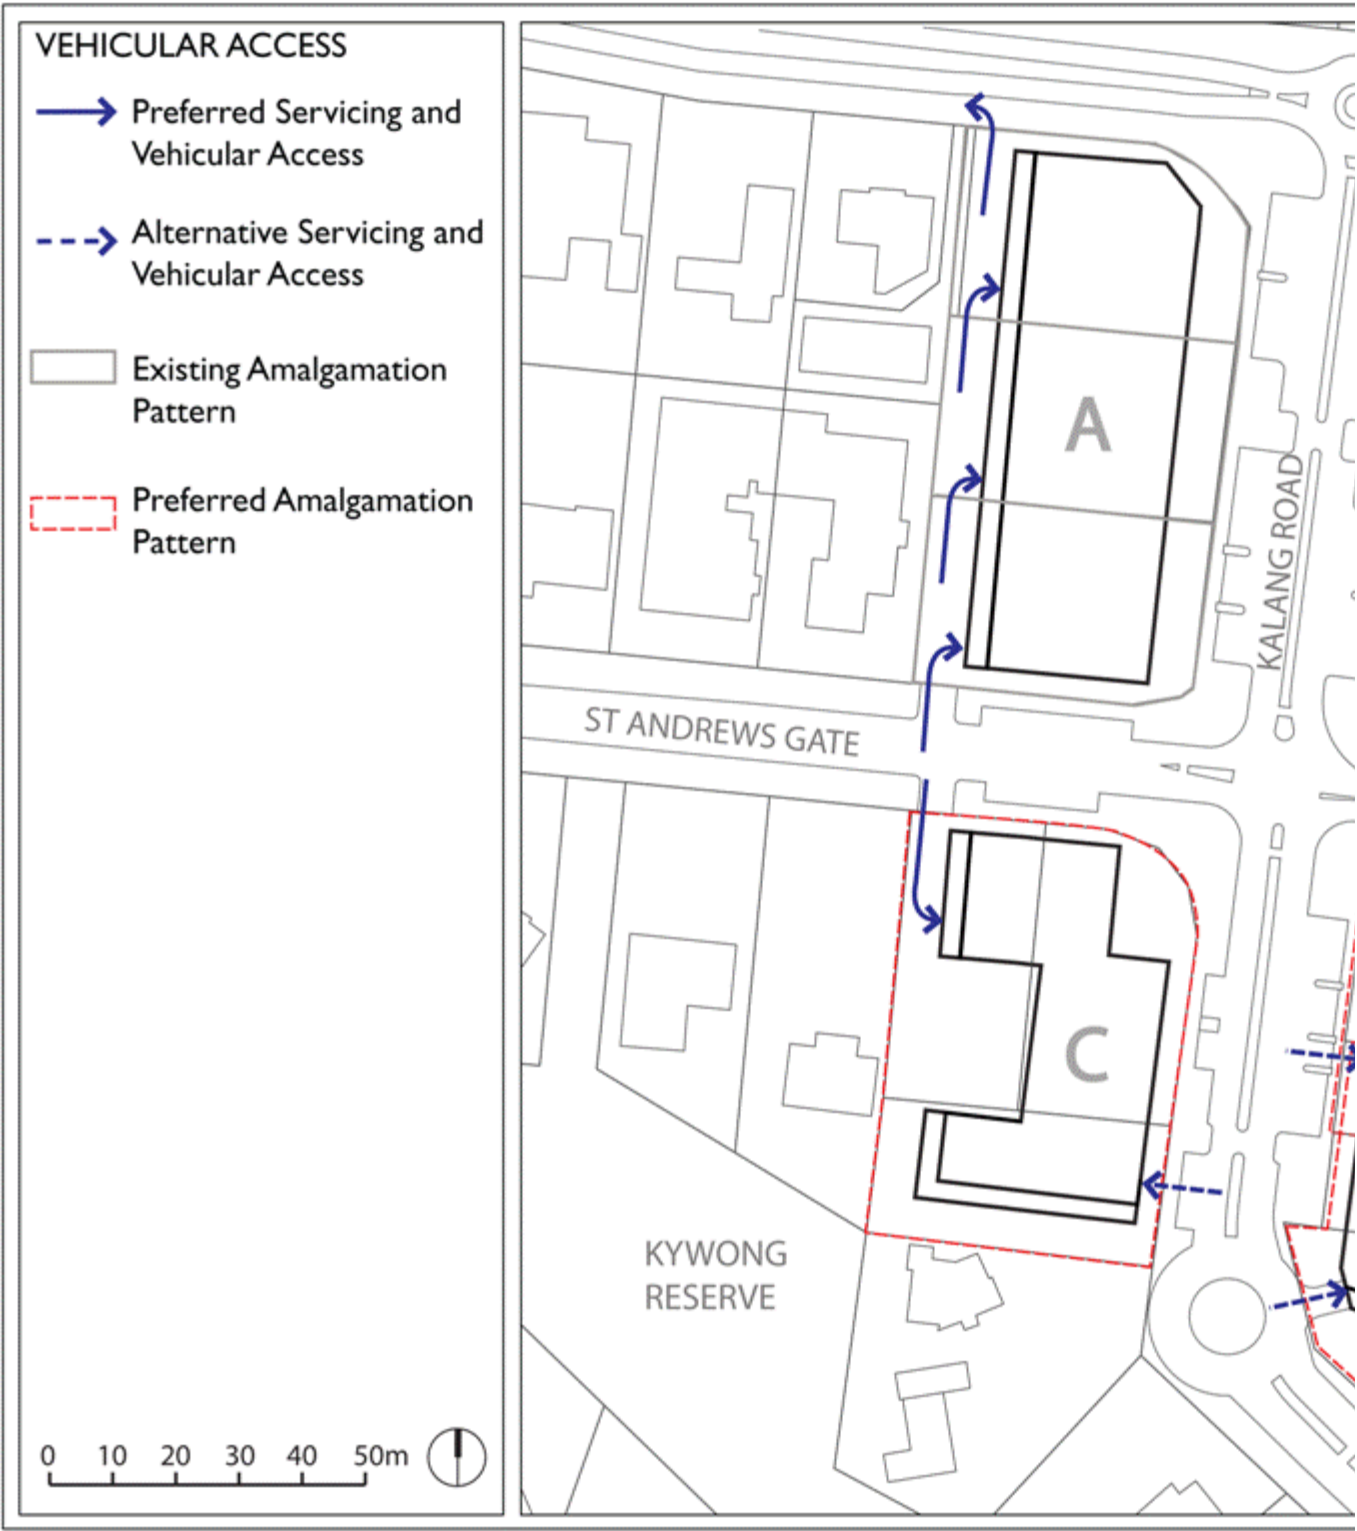 VEHICULAR ACCESS
Preferred Servicing and
Vehicular Access
Alternative Servicing and
Vehicular Access
Existing Amalgamation
Pattern
Preferred Amalgamation
Pattern
0 10 20 30 40 50m
A
KALANG ROAD
ST ANDREWS GATE
C
KYWONG
RESERVE